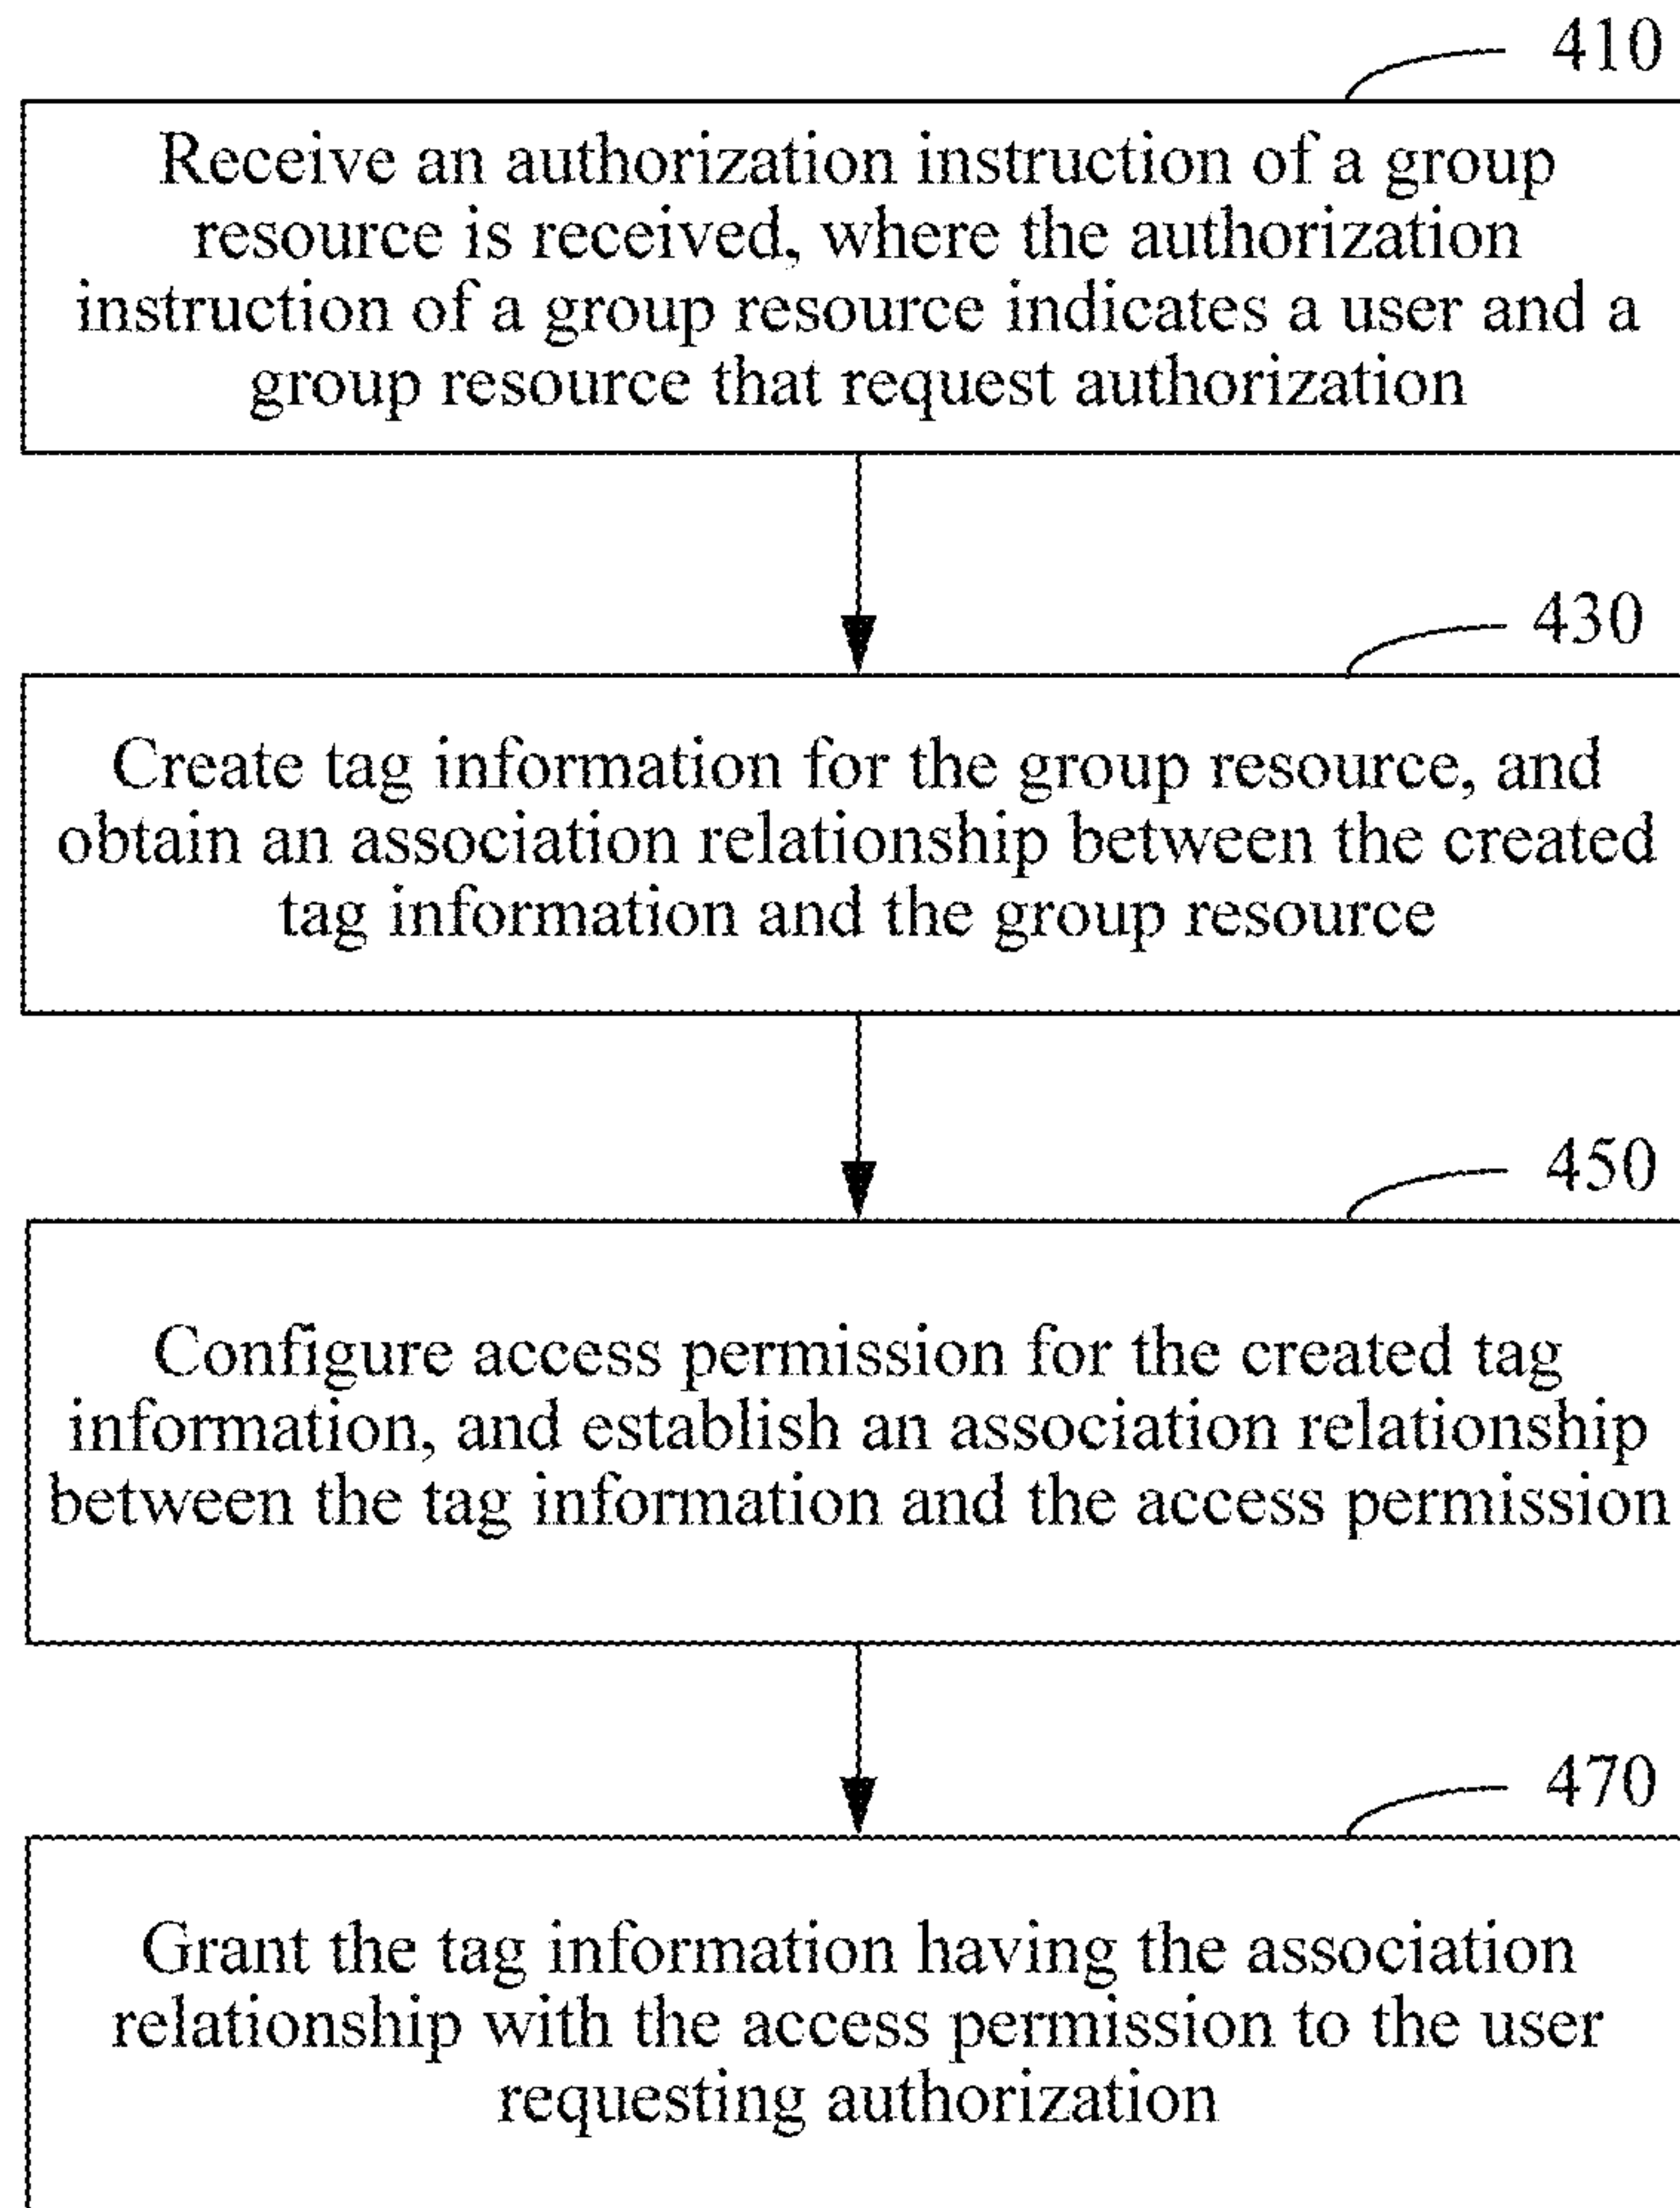 410
Receive an authorization instruction of a group
resource is received, where the authorization
instruction of a group resource indicates a user and a
group resource that request authorization
430
Create tag information for the group resource, and
obtain an association relationship between the created
tag information and the group resource
450
Configure access permission for the created tag
information, and establish an association relationship
between the tag information and the access permission
470
Grant the tag information having the association
relationship with the access permission to the user
requesting authorization